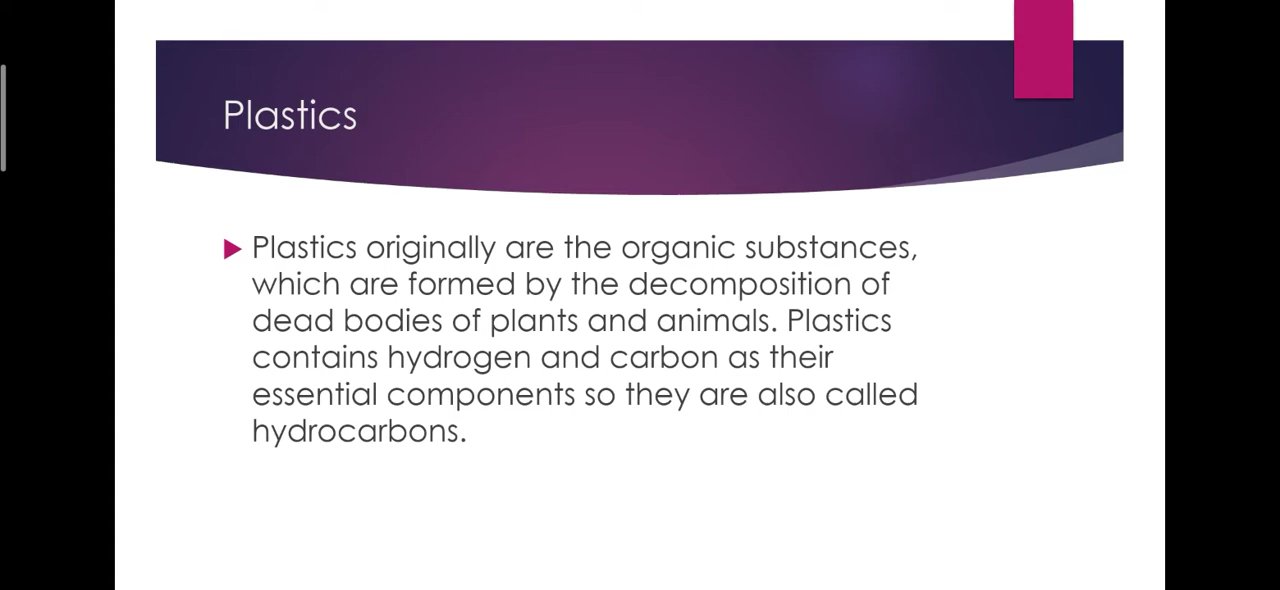 Plastics
Plastics originally are the organic substances,
which are formed by the decomposition of
dead bodies of plants and animals. Plastics
contains hydrogen and carbon as their
essential components so they are also called
hydrocarbons.